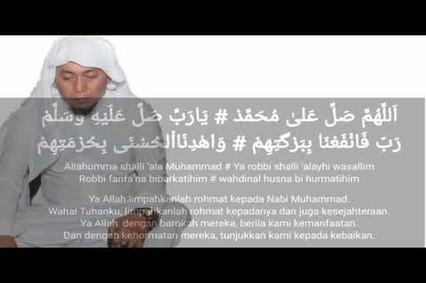 اَللّٰهُمَّ صَلِّ عَلىٰ مُحَمَّدْ # يَارَبِّ صَلِّ عَلَيْهِ وَسَلِّمْ
رَبِّ فَانْفَعْنَا بِبَرْكَتِهِمْ # وَاهْدِنَاالْحُسْنَى بِحُرْمَتِهِمْ
Allahumma shalli 'ala Muhammad # Ya robbi shalli 'alayhi wasallim
Robbi fanfa'na bibarkatihim # wahdinal husna bi hurmatihim
Ya Allah limpahkanlah rohmat kepada Nabi Muhammad.
Wahai Tuhanku, limpahkanlah rohmat kepadanya dan juga kesejahteraan.
Ya Allah, dengan barokah mereka, berila kami kemanfaatan.
Dan dengan kehormatan mereka, tunjukkan kami kepada kebaikan.